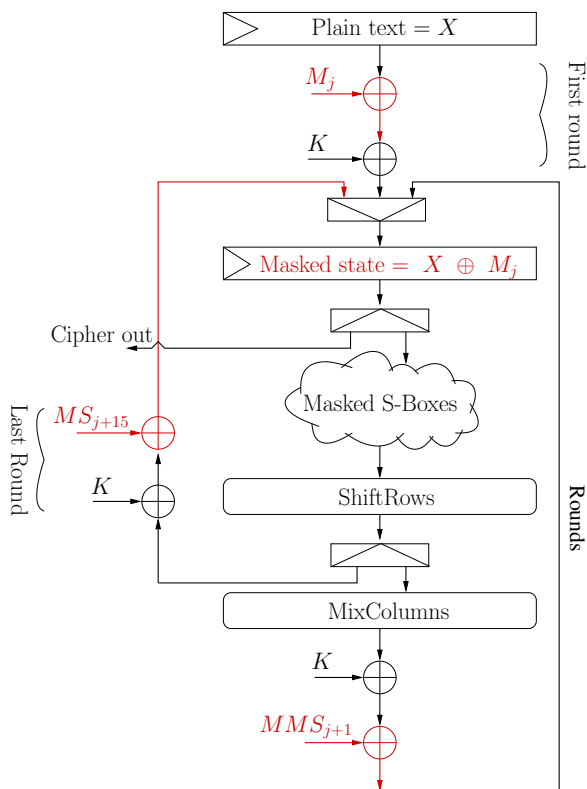 Plain text = X
M_j
First round
K
Masked state = X ⊕ M_j
Cipher out
Masked S-Boxes
MS_{j+15}
Last Round
K
ShiftRows
Rounds
MixColumns
K
MMS_{j+1}